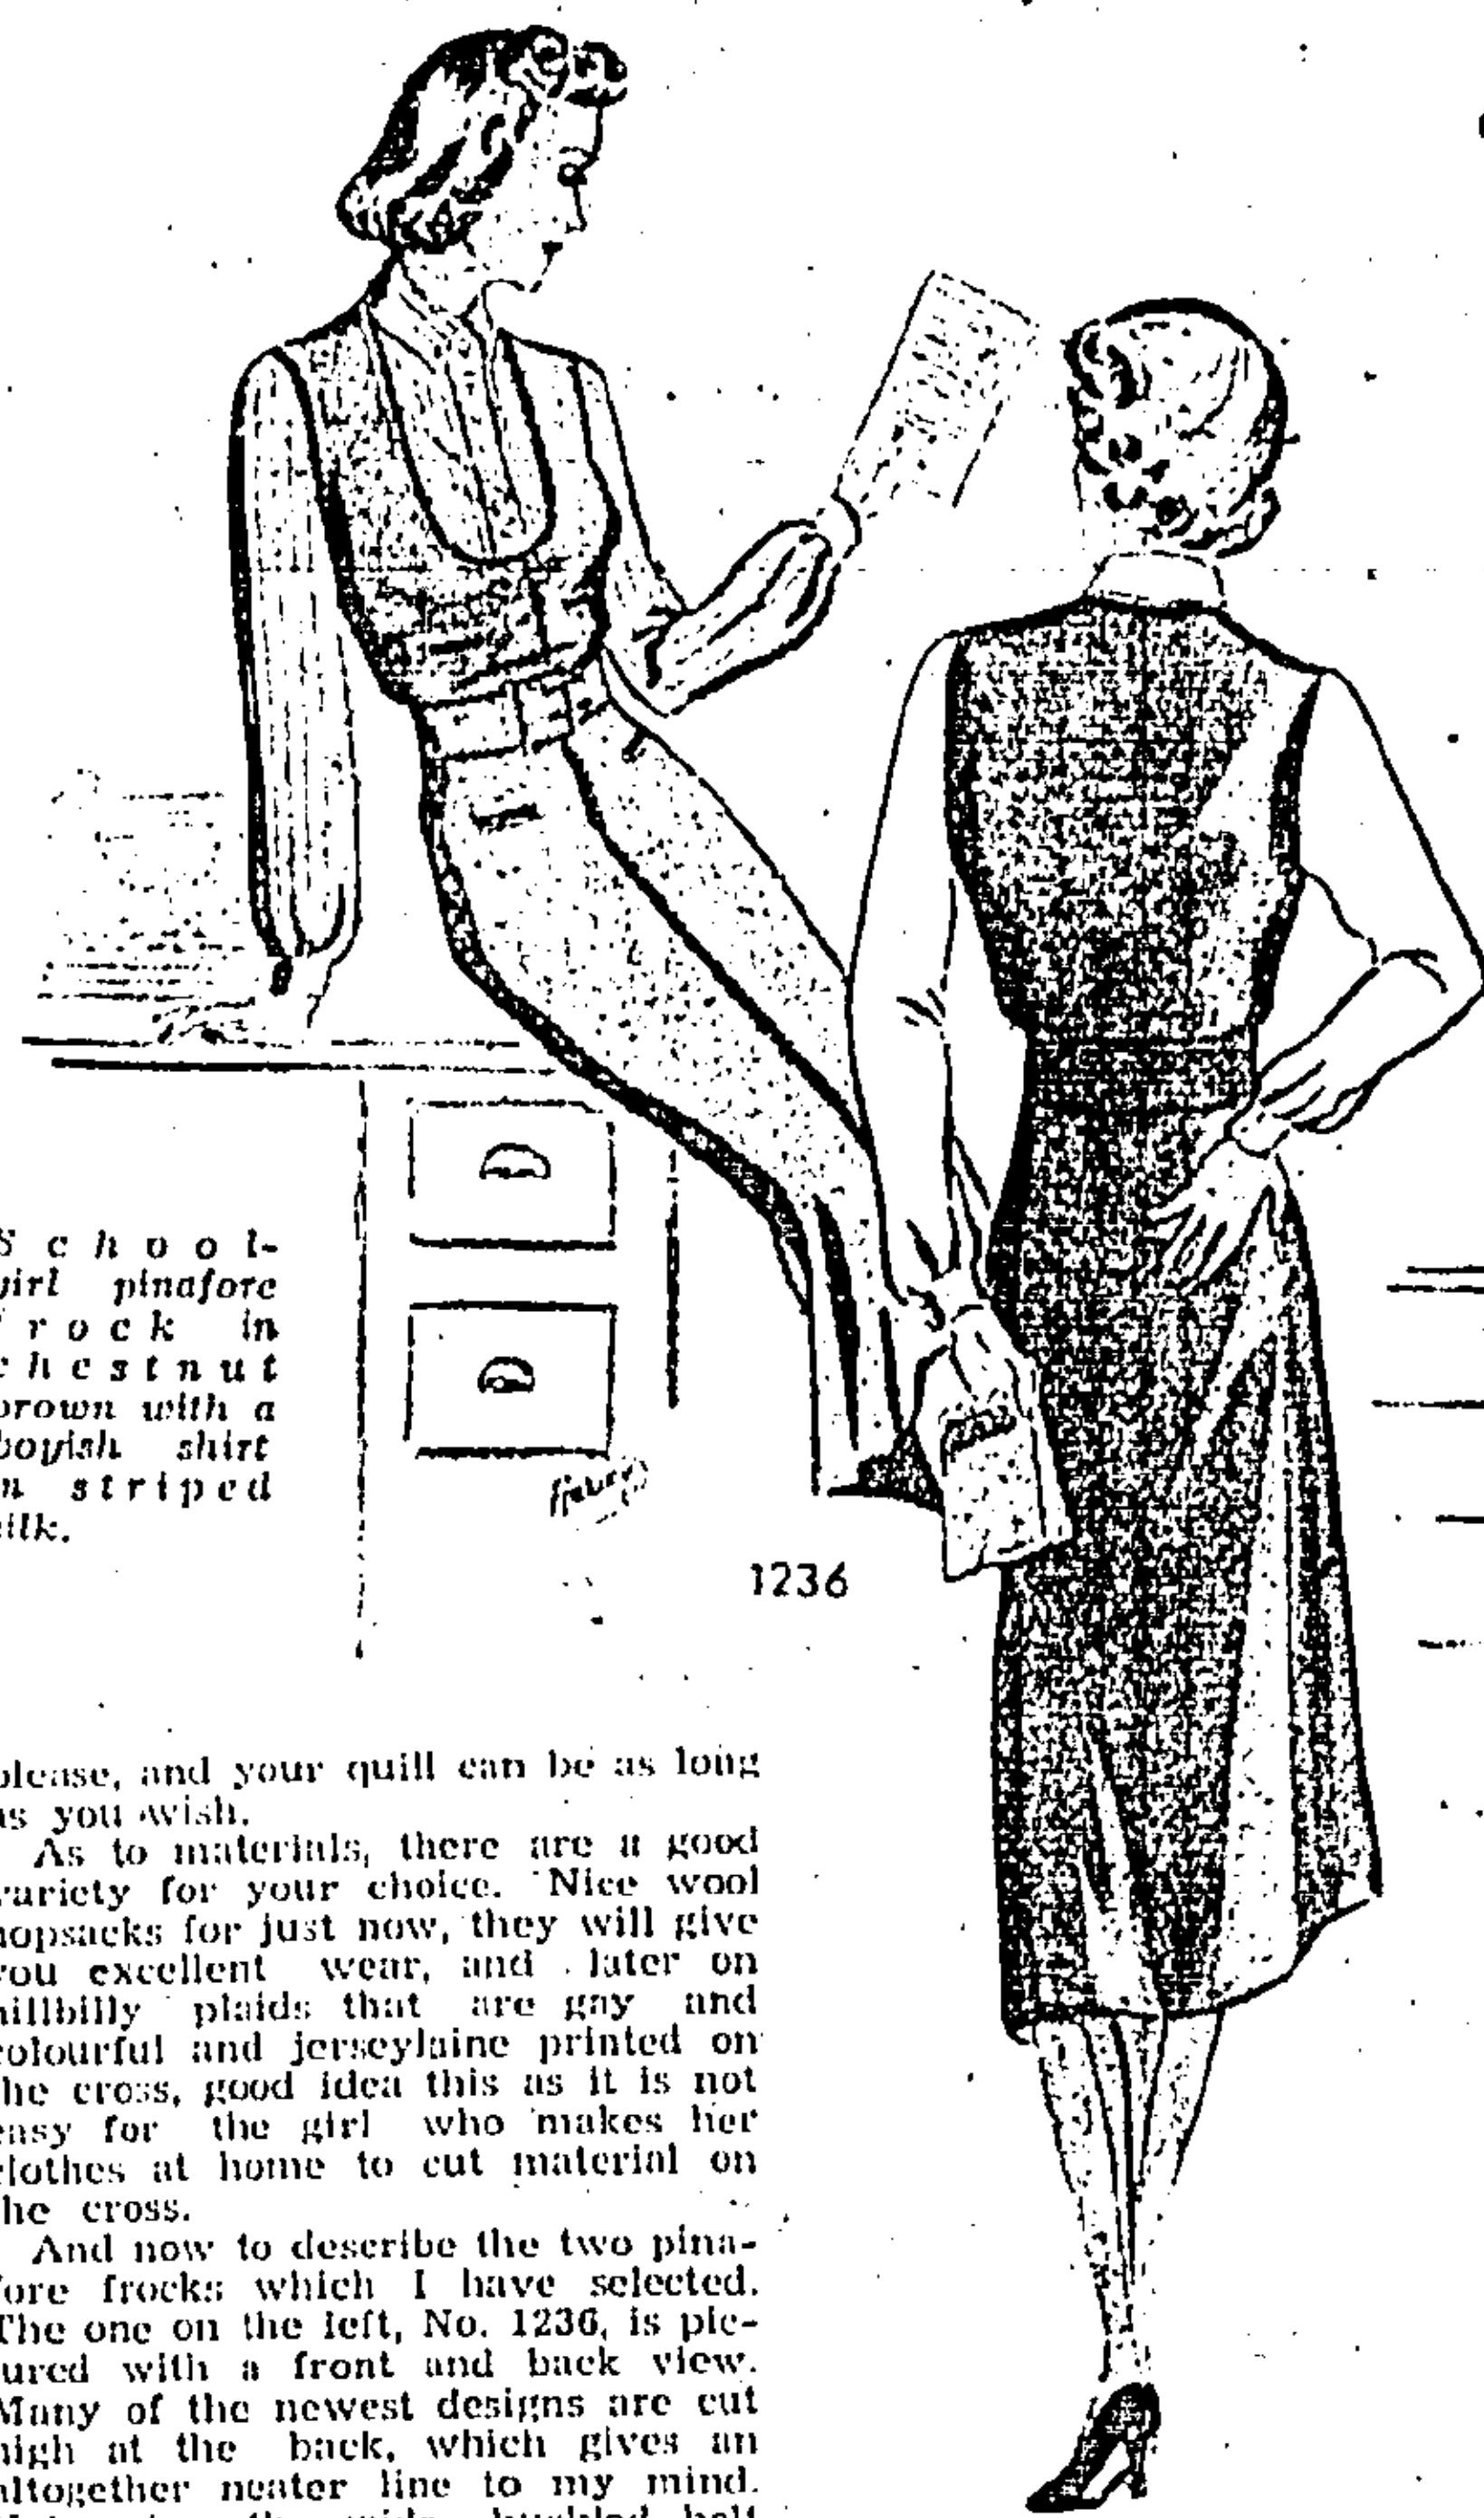 School-
girl pinafore
frock in
chestnut
brown with a
boyish shirt
in striped
silk.
1236
please, and your quill can be as long
as you wish.
As to materials, there are a good
variety for your choice. Nice wool
hopsacks for just now, they will give
you excellent wear, and later on
hillbilly plaids that are gay and
colourful and jerseylaine printed on
the cross, good idea this as it is not
easy for the girl who makes her
clothes at home to cut material on
the cross.
And now to describe the two pina-
fore frocks which I have selected.
The one on the left, No. 1236, is pic-
tured with a front and back view.
Many of the newest designs are cut
high at the back, which gives an
altogether neater line to my mind.
buckled belt